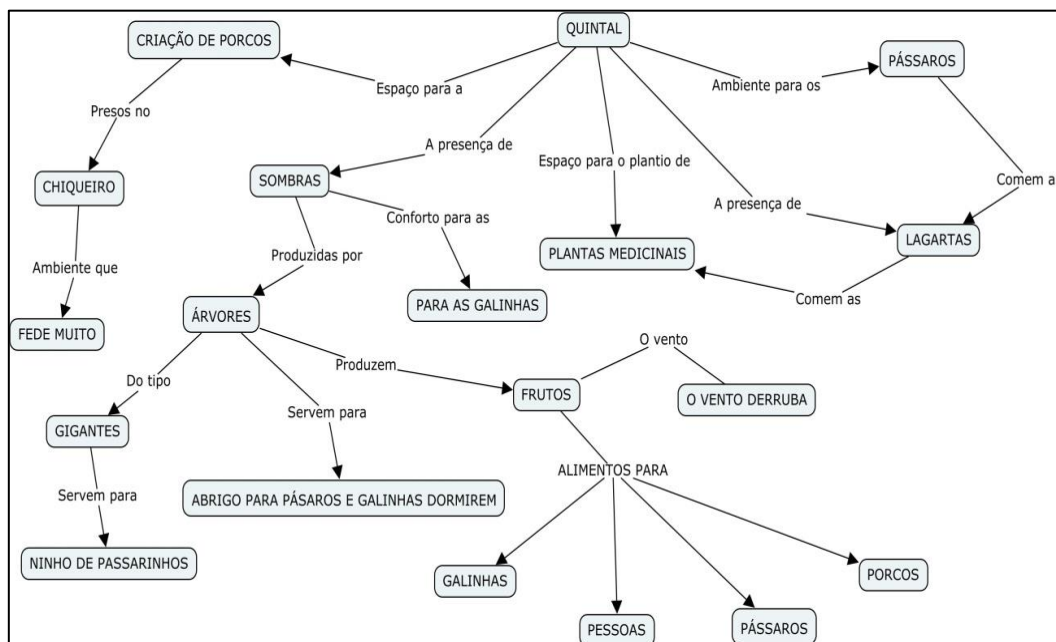 QUINTAL
CRIAÇÃO DE PORCOS
PÁSSAROS
Espaço para a
Ambiente para os
Presos no
A presença de
Espaço para o plantio de
Comem a
CHIQUEIRO
SOMBRAS
A presença de
Conforto para as
LAGARTAS
Produzidas por
PLANTAS MEDICINAIS
Ambiente que
Comem as
PARA AS GALINHAS
ÁRVORES
FEDE MUITO
O vento
Produzem
Do tipo
FRUTOS
O VENTO DERRUBA
Servem para
GIGANTES
ALIMENTOS PARA
Servem para
ABRIGO PARA PÁSAROS E GALINHAS DORMIREM
NINHO DE PASSARINHOS
GALINHAS
PORCOS
PESSOAS
PÁSSAROS